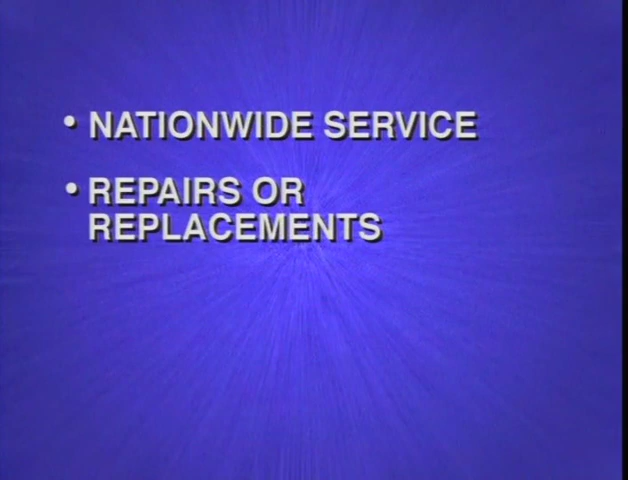 • NATIONWIDE SERVICE
• REPAIRS OR
REPLACEMENTS